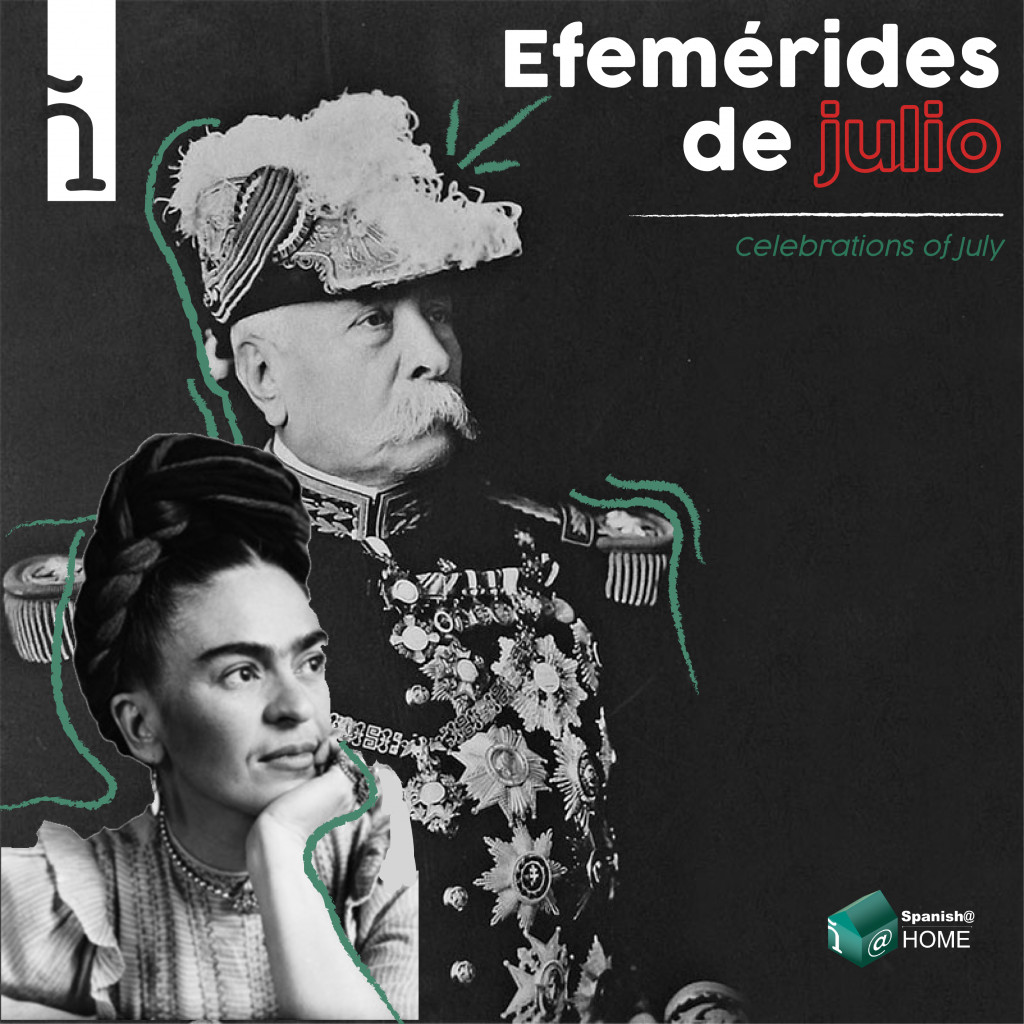 ñ
Efemérides
de julio
Celebrations of July
Spanish@
ñ @ HOME